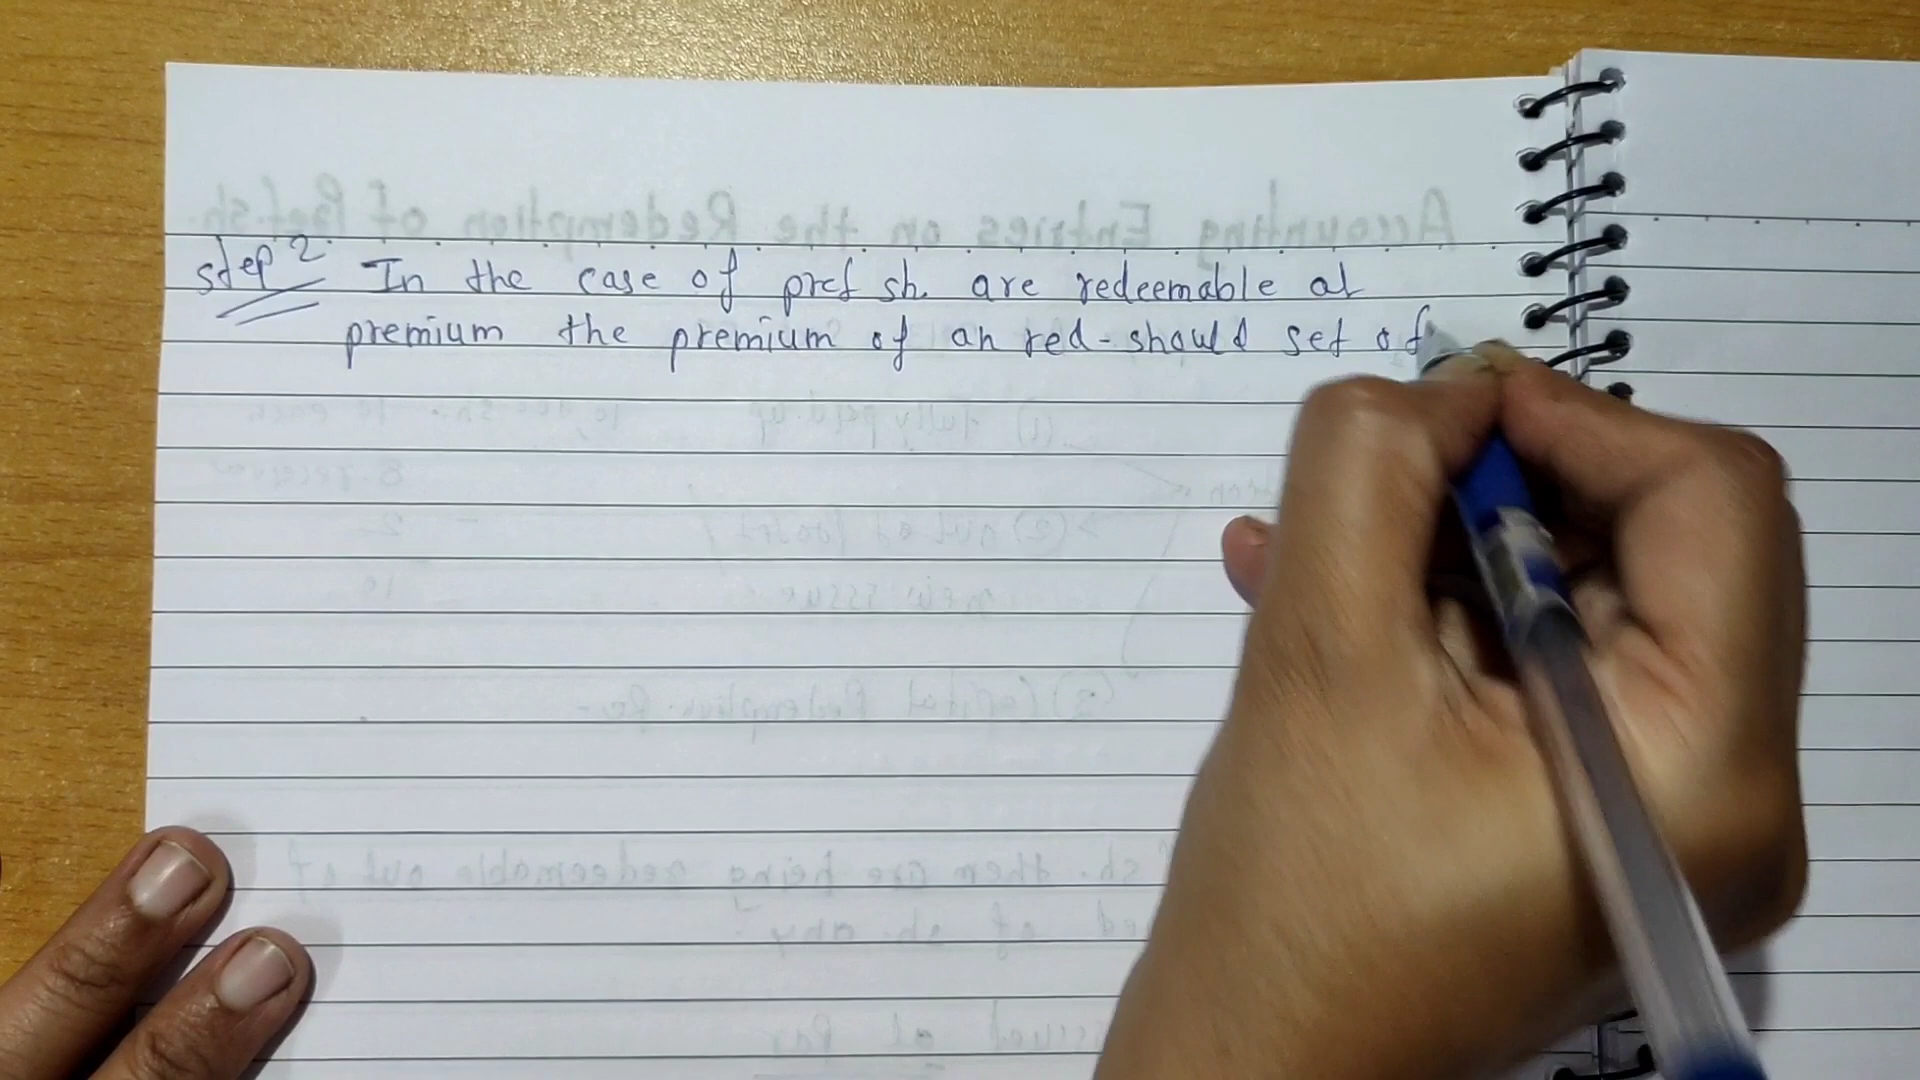 step 2 In the case of pref sh. are redeemable at
premium the premium of an red - should set of